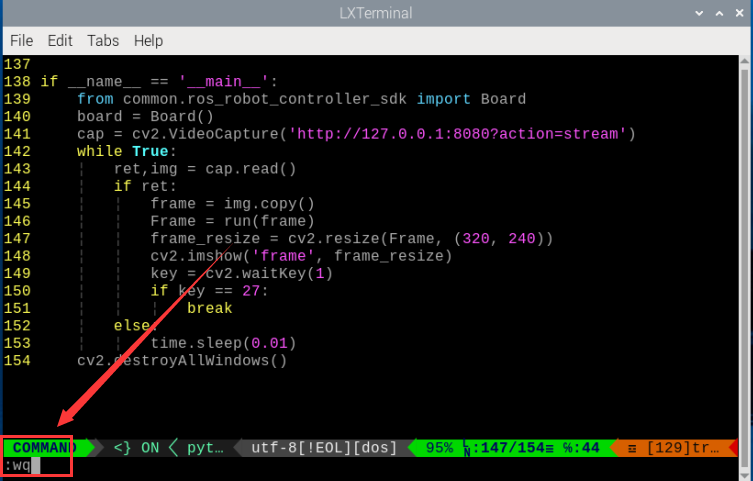 LXTerminal
File Edit Tabs Help
137
138 if __name__ == '__main__':
139     from common.ros_robot_controller_sdk import Board
140     board = Board()
141     cap = cv2.VideoCapture('http://127.0.0.1:8080?action=stream')
142     while True:
143         ret,img = cap.read()
144         if ret:
145             frame = img.copy()
146             Frame = run(frame)
147             frame_resize = cv2.resize(Frame, (320, 240))
148             cv2.imshow('frame', frame_resize)
149             key = cv2.waitKey(1)
150             if key == 27:
151                 break
152         else:
153             time.sleep(0.01)
154     cv2.destroyAllWindows()
COMMAND <} ON pyt… utf-8[!EOL][dos] 95% LN:147/154≡ ℅:44 [129]tr…
:wq